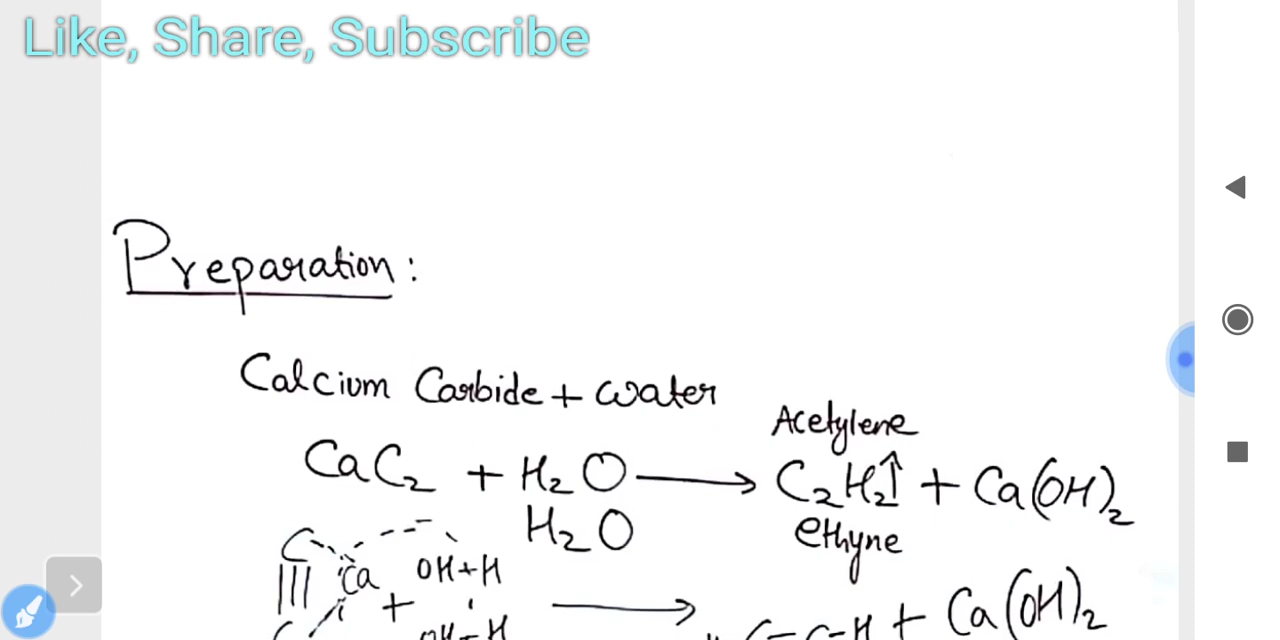 Like, Share, Subscribe
Preparation:
Calcium Carbide + water
Acetylene
CaC₂ + H₂O ⟶ C₂H₂↑ + Ca(OH)₂
H₂O
ethyne
C
||| Ca + OH + H ⟶ C-C-H + Ca(OH)₂
C OH - H